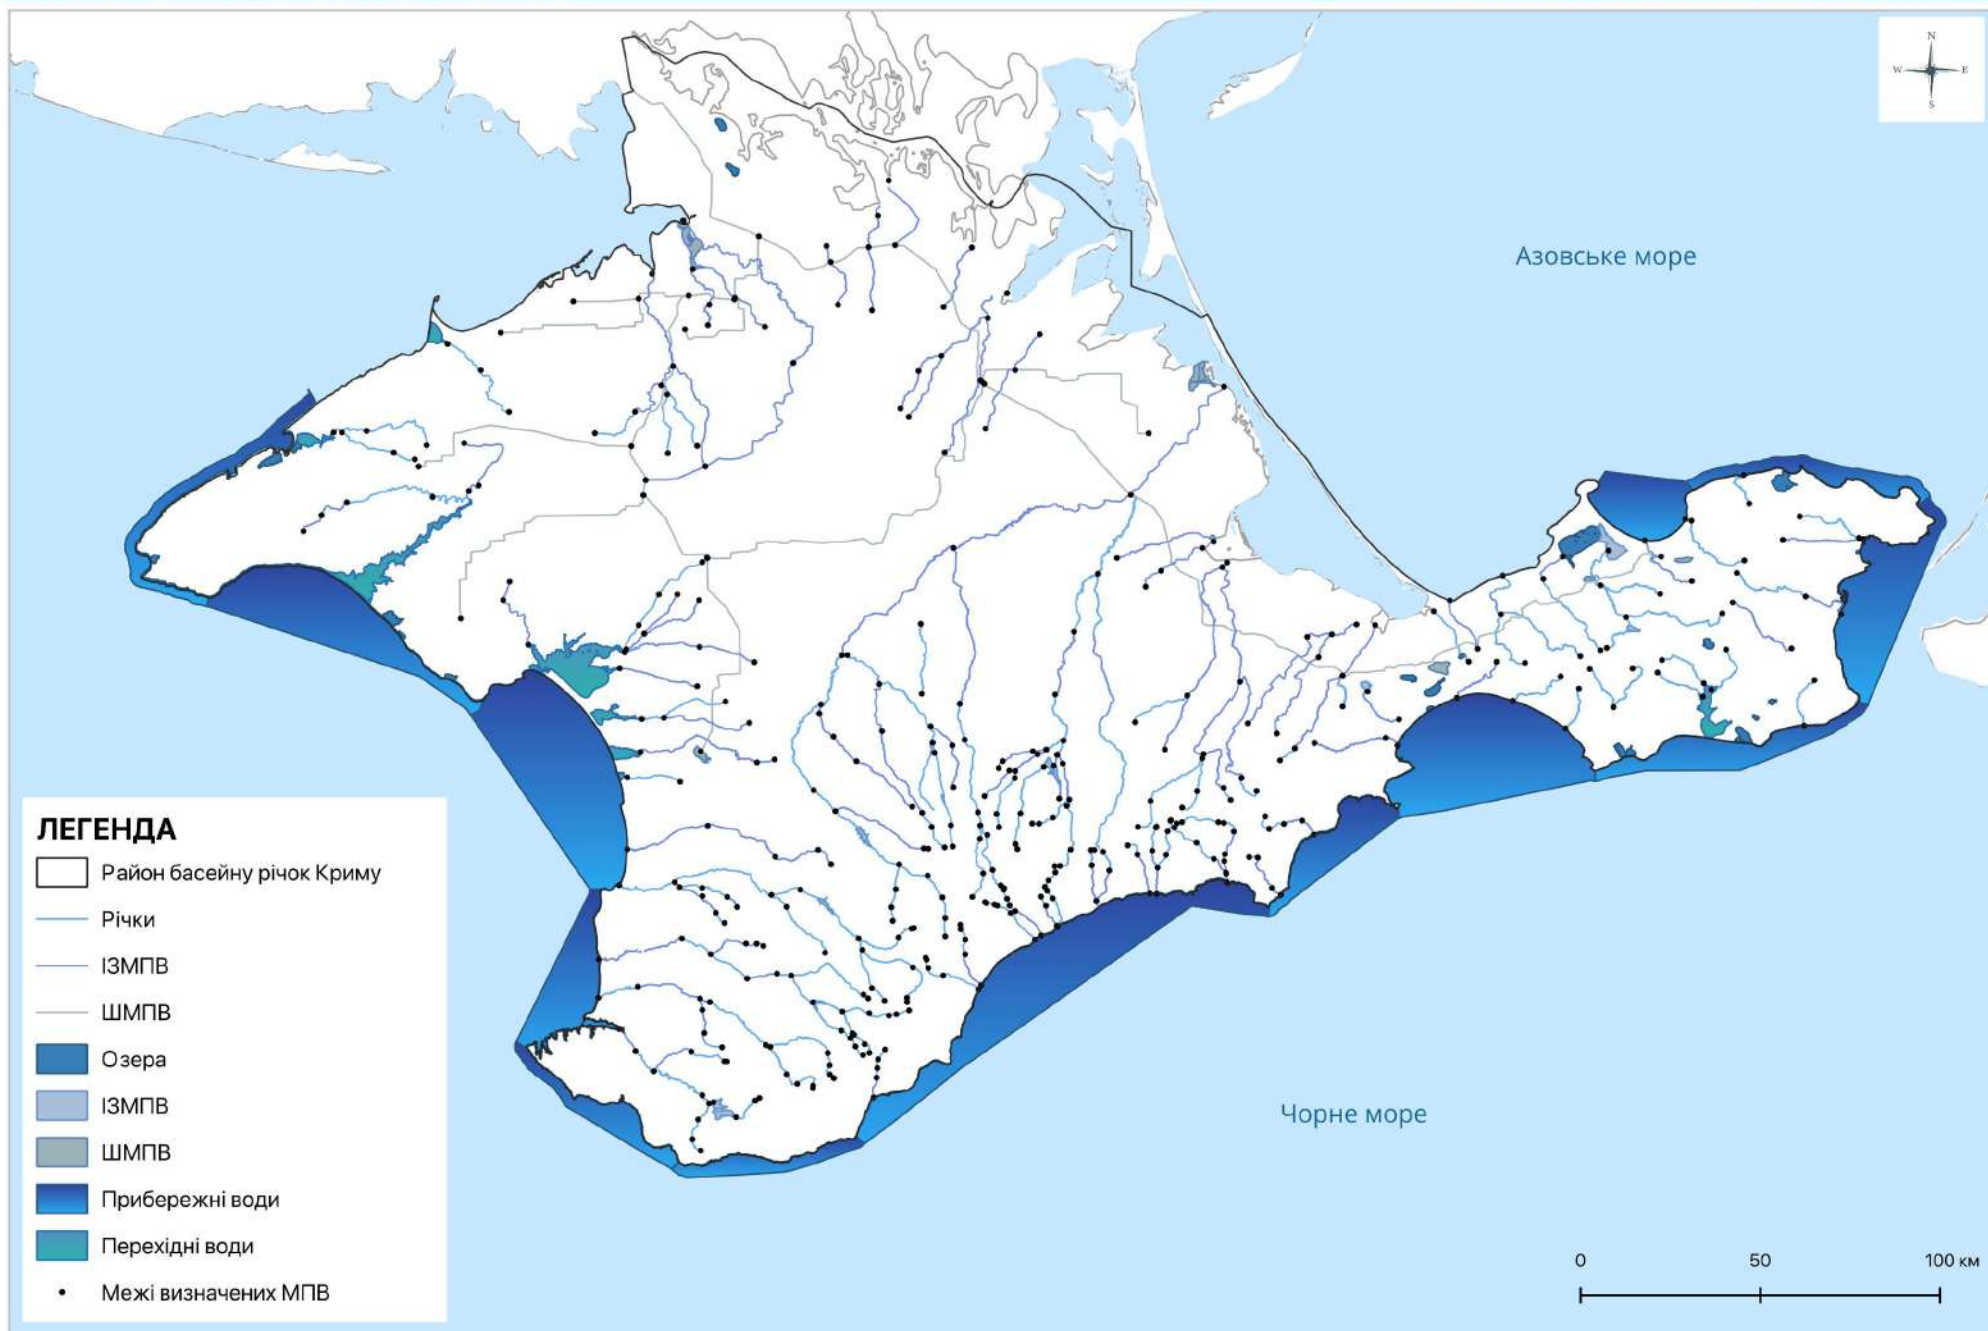 N
W E
S
Азовське море
Чорне море
ЛЕГЕНДА
Район басейну річок Криму
Річки
ІЗМПВ
ШМПВ
Озера
ІЗМПВ
ШМПВ
Прибережні води
Перехідні води
Межі визначених МПВ
0 50 100 км